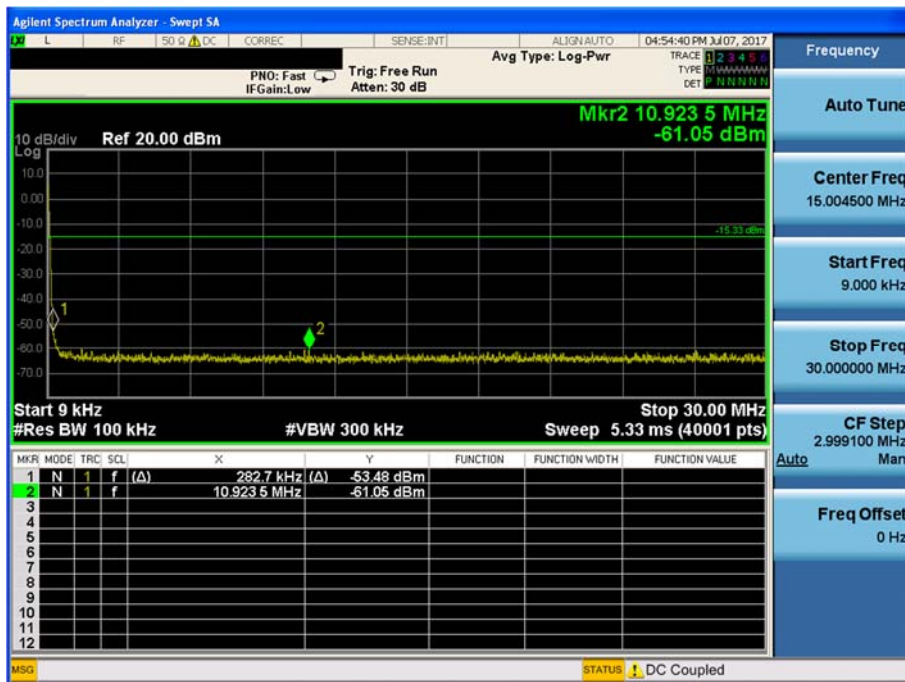 Agilent Spectrum Analyzer - Swept SA
LXI L RF 50 Ω DC CORREC SENSE:INT ALIGN AUTO 04:54:40 PM Jul 07, 2017
Frequency
Avg Type: Log-Pwr
TRACE 1 2 3 4 5 6
PNO: Fast Trig: Free Run
TYPE M W W W W W
IFGain:Low Atten: 30 dB
DET P N N N N N
Auto Tune
Mkr2 10.923 5 MHz
-61.05 dBm
10 dB/div Ref 20.00 dBm
Log
10.0
0.00
-10.0
-15.33 dBm
-20.0
-30.0
-40.0
-50.0
-60.0
-70.0
1
2
Center Freq
15.004500 MHz
Start Freq
9.000 kHz
Stop Freq
30.000000 MHz
Start 9 kHz Stop 30.00 MHz
#Res BW 100 kHz #VBW 300 kHz Sweep 5.33 ms (40001 pts)
CF Step
2.999100 MHz
Auto Man
MKR MODE TRC SCL X Y FUNCTION FUNCTION WIDTH FUNCTION VALUE
1 N 1 f (Δ) 282.7 kHz (Δ) -53.48 dBm
2 N 1 f 10.923 5 MHz -61.05 dBm
3
4
5
6
7
8
9
10
11
12
Freq Offset
0 Hz
MSG STATUS DC Coupled